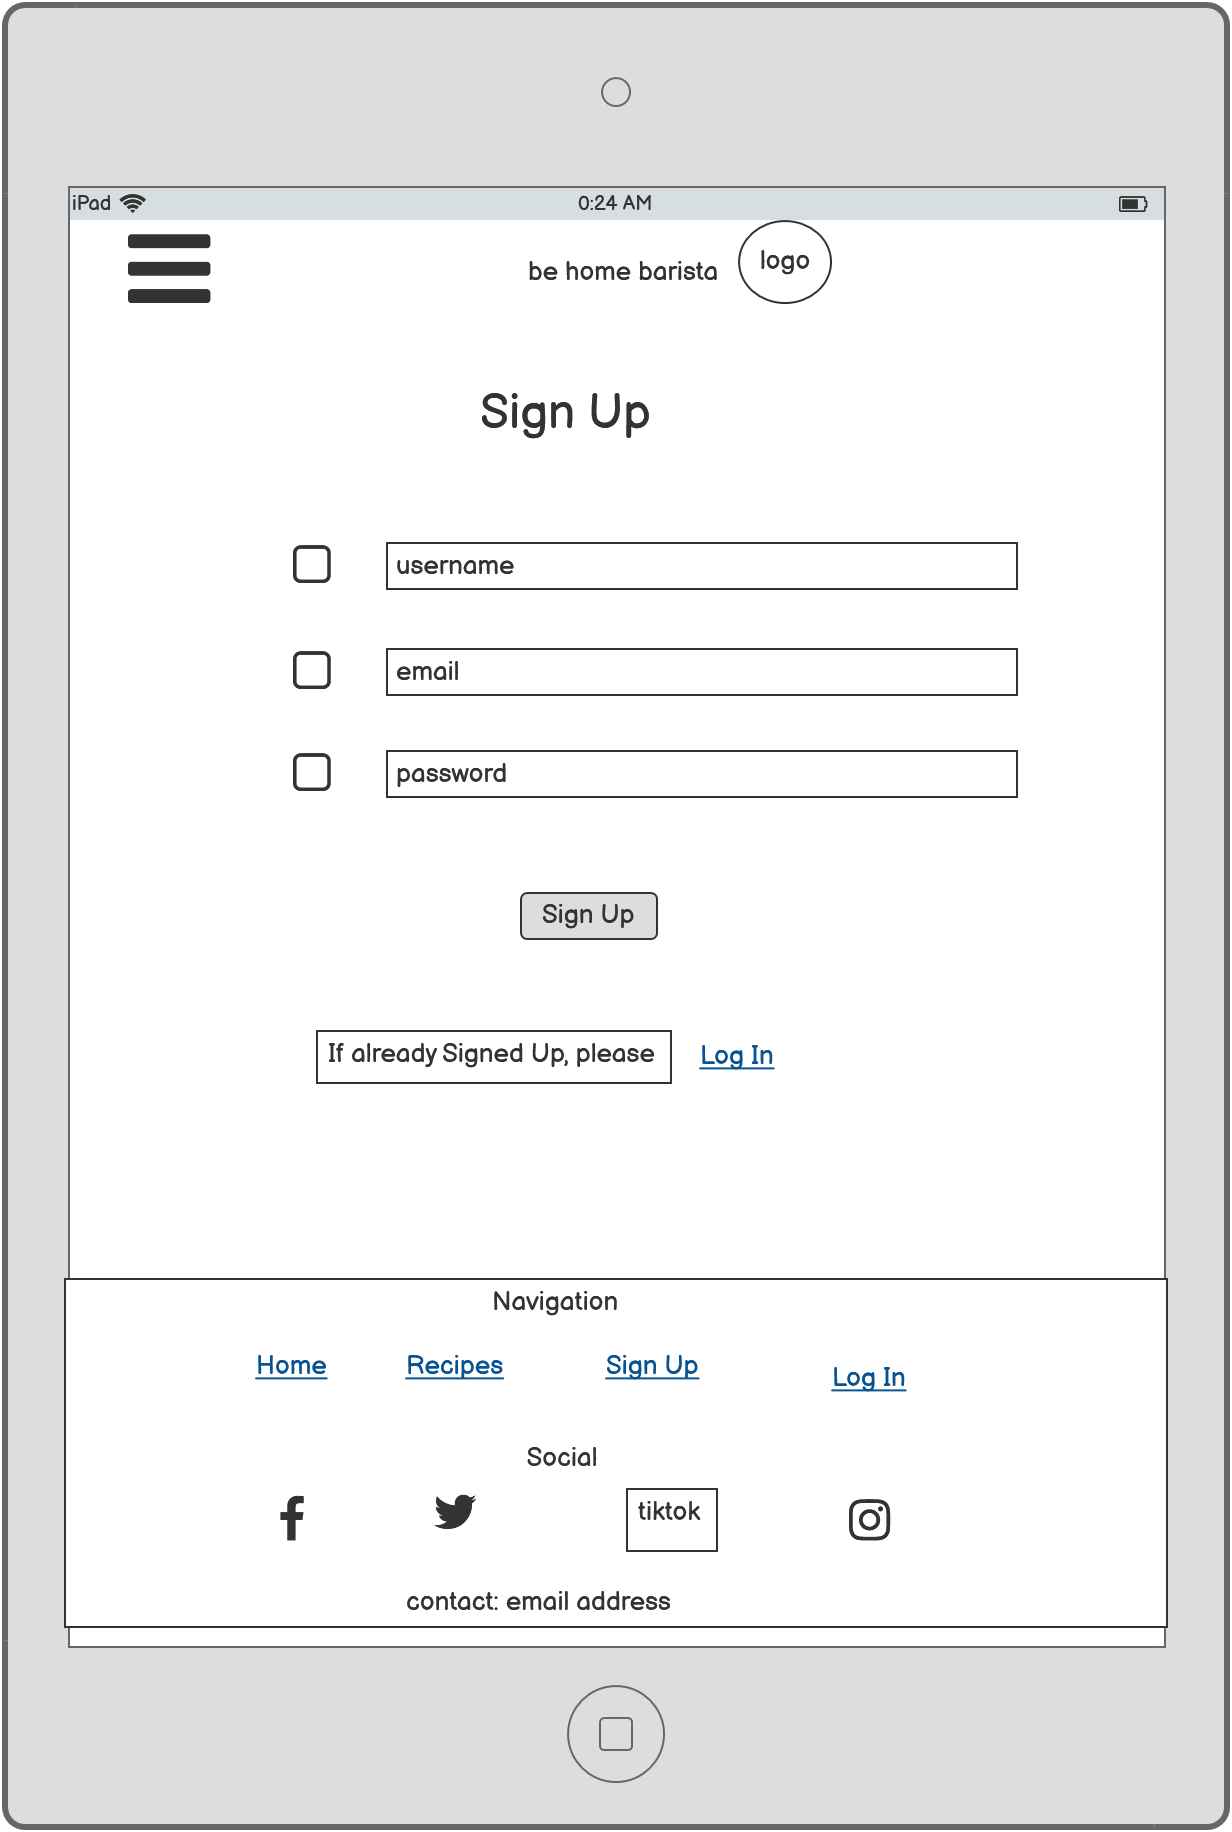 iPad 0:24 AM
be home barista logo
Sign Up
username
email
password
Sign Up
If already Signed Up, please Log In
Navigation
Home Recipes Sign Up Log In
Social
tiktok
contact: email address